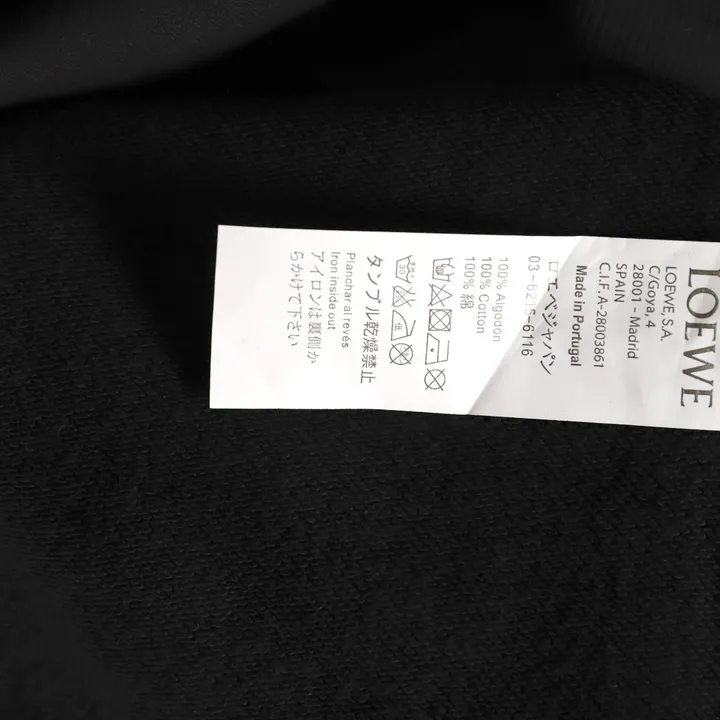 LOEWE
LOEWE, S.A.
C/Goya, 4
28001 - Madrid
SPAIN
C.I.F. A-28003861
Made in Portugal
ロエベジャパン
03-6215-6116
100% Algodón
100% Cotton
100% 綿
タンブル乾燥禁止
Planchar al revés
Iron inside out
アイロンは裏側か
らかけて下さい